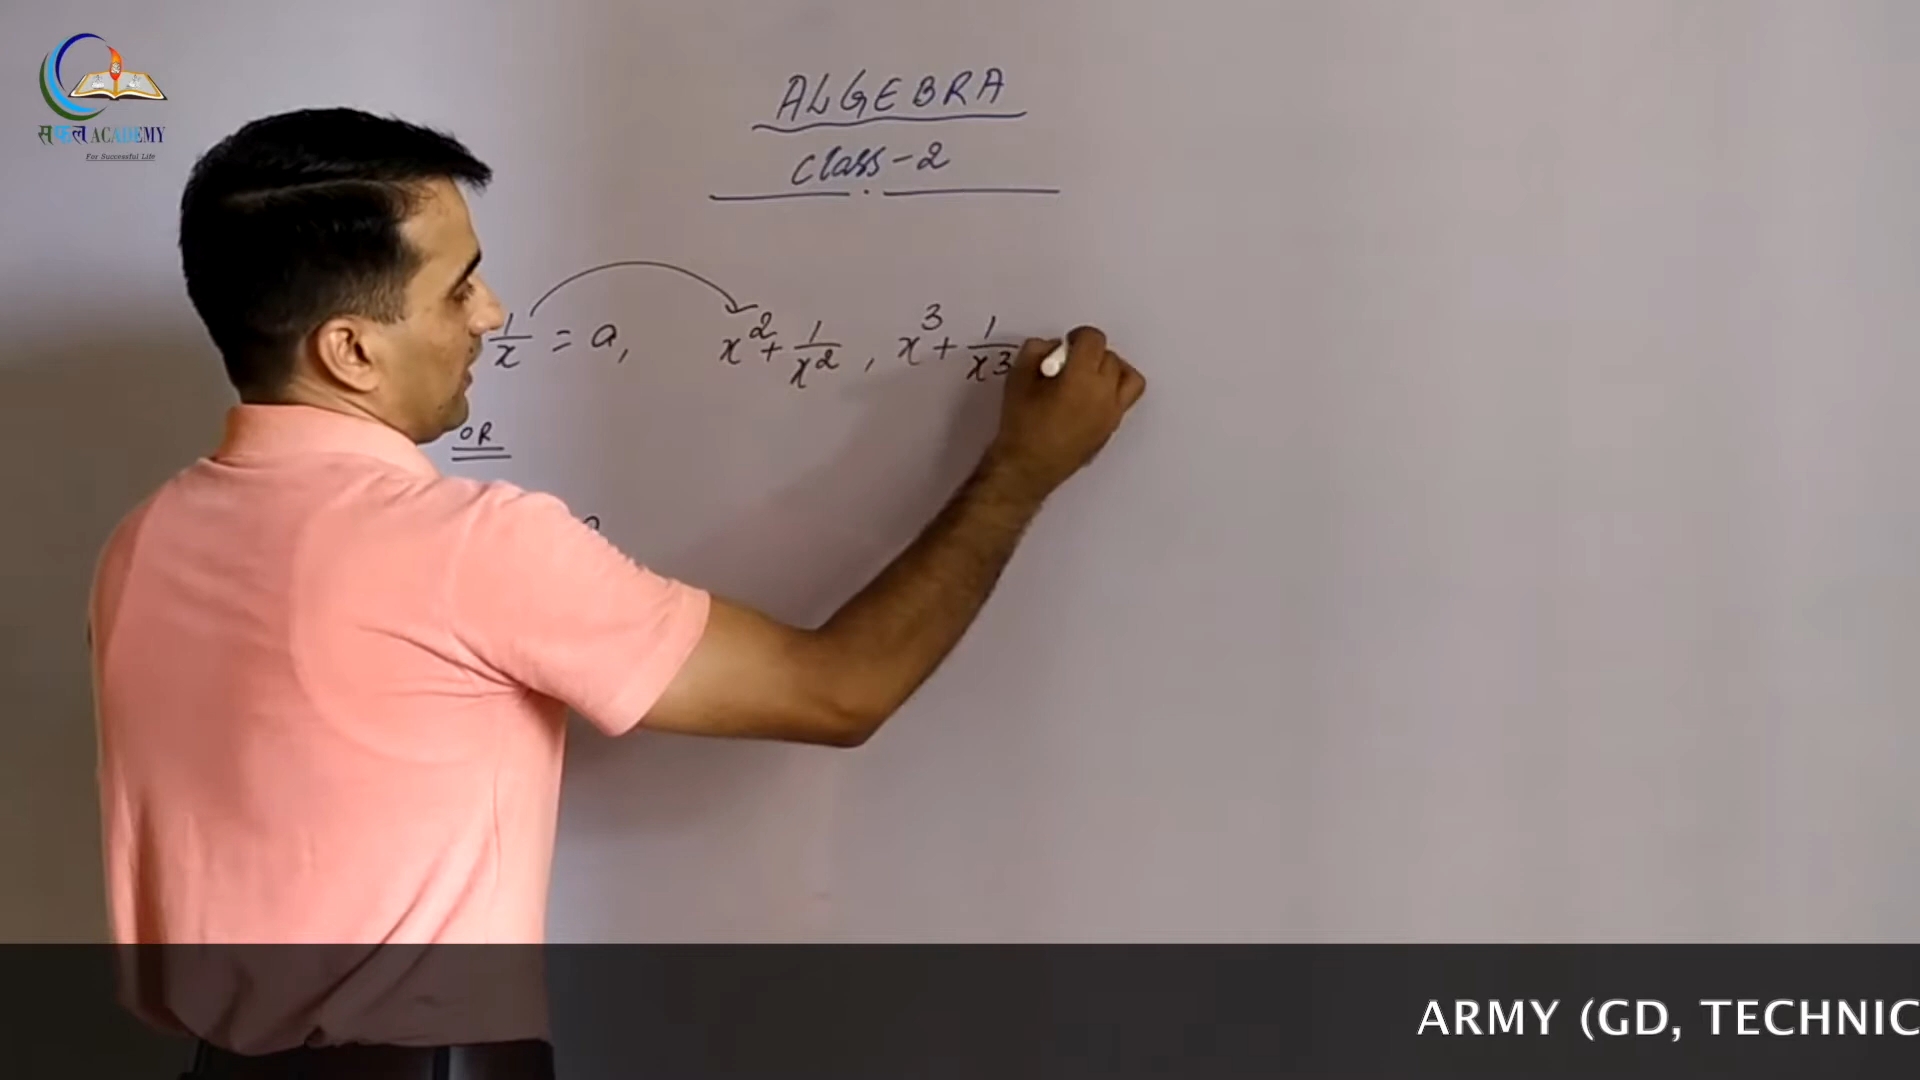 सफल ACADEMY
For Successful Life
ALGEBRA
Class-2
1/x = a, x² + 1/x², x³ + 1/x³
OR
ARMY (GD, TECHNIC